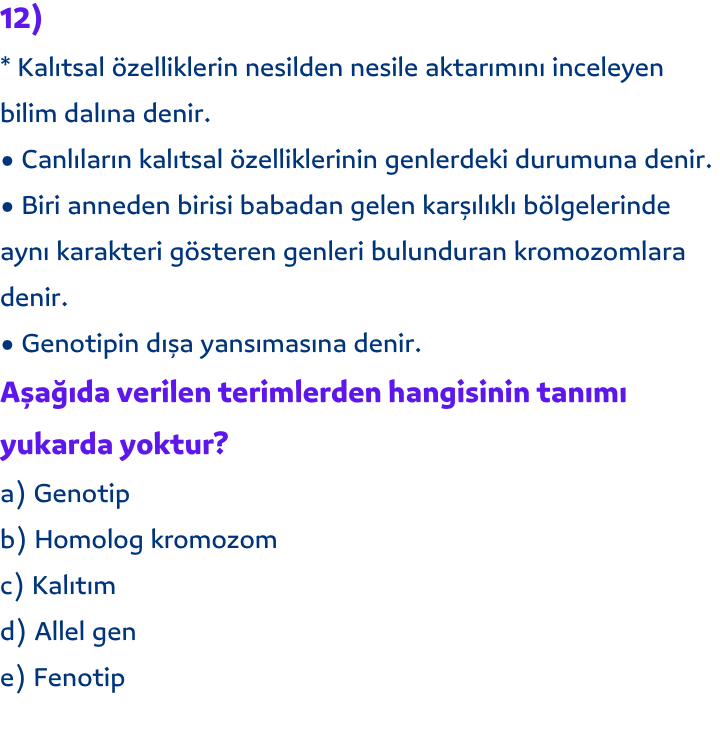 12)
* Kalıtsal özelliklerin nesilden nesile aktarımını inceleyen
bilim dalına denir.
● Canlıların kalıtsal özelliklerinin genlerdeki durumuna denir.
● Biri anneden birisi babadan gelen karşılıklı bölgelerinde
aynı karakteri gösteren genleri bulunduran kromozomlara
denir.
● Genotipin dışa yansımasına denir.
Aşağıda verilen terimlerden hangisinin tanımı
yukarda yoktur?
a) Genotip
b) Homolog kromozom
c) Kalıtım
d) Allel gen
e) Fenotip